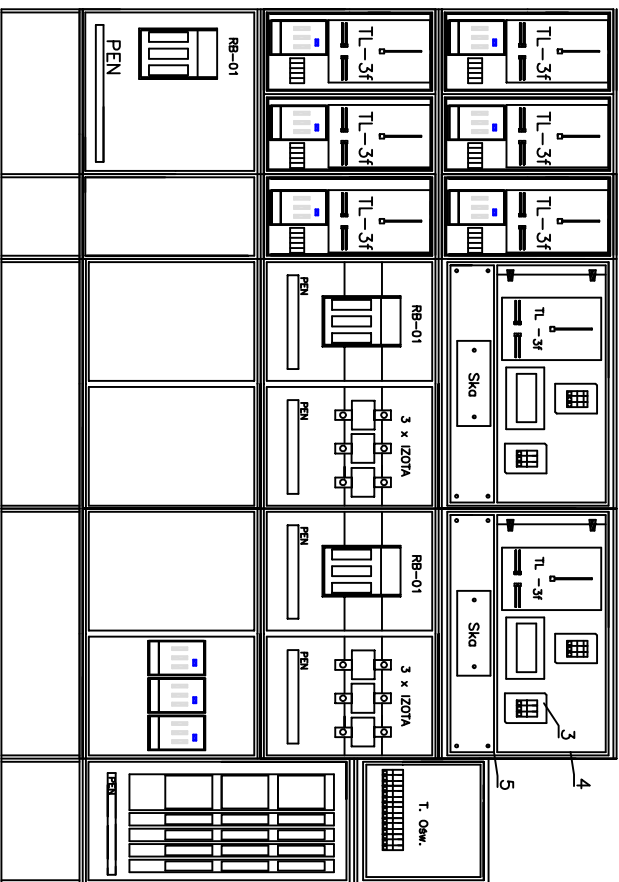 4
3
TL-3f
TL-3f
TL-3f
TL -3f
TL -3f
5
Ska
Ska
T. Osw.
RB-01
3 x IZOTA
RB-01
3 x IZOTA
TL-3f
TL-3f
TL-3f
PEN
PEN
PEN
PEN
RB-01
PEN
PEN